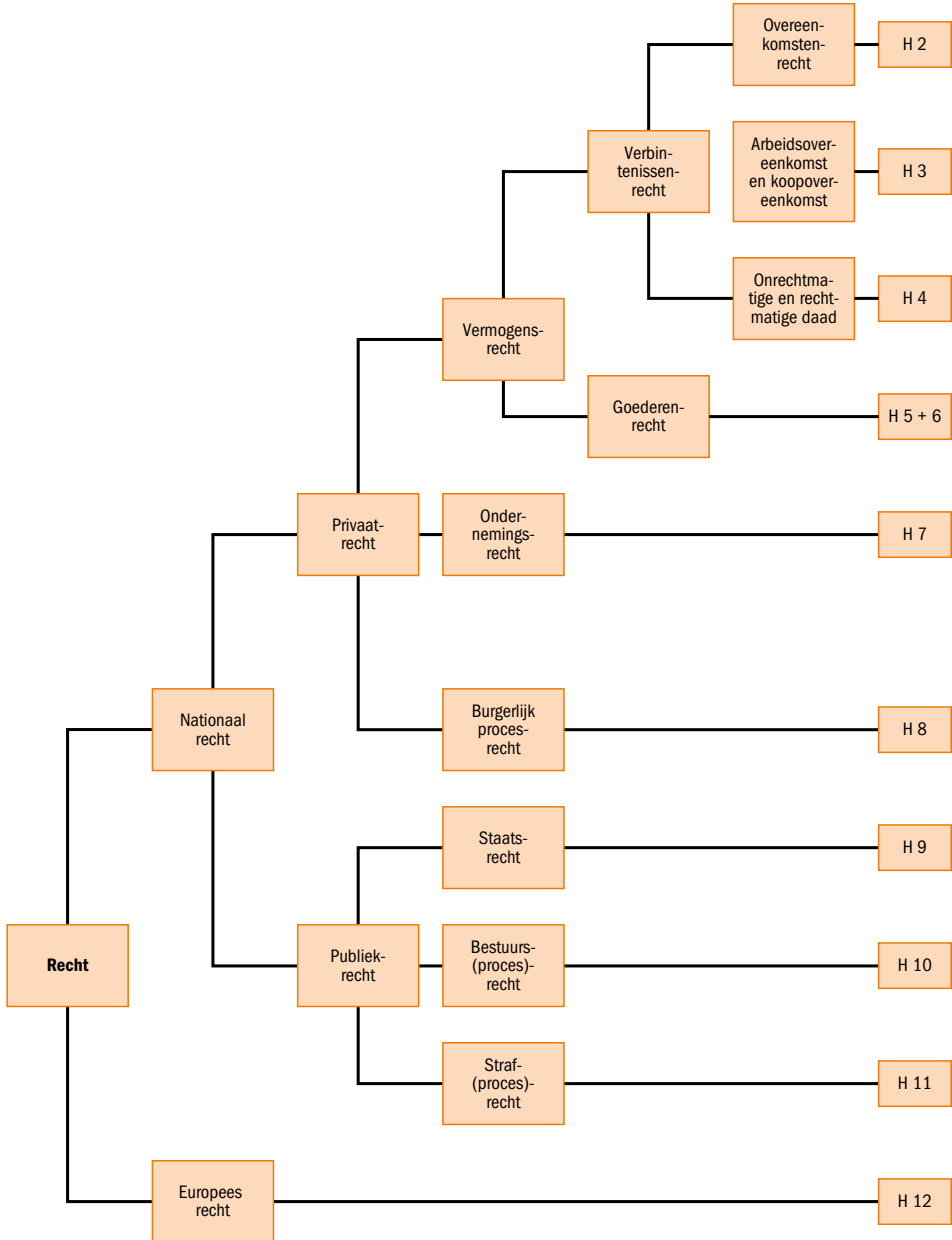 Overeen-
komsten-
recht
H 2
Arbeidsover-
eenkomst
en koopover-
eenkomst
H 3
Verbin-
tenissen-
recht
Onrechtma-
tige en recht-
matige daad
H 4
Vermogens-
recht
Goederen-
recht
H 5 + 6
Privaat-
recht
Onder-
nemings-
recht
H 7
Nationaal
recht
Burgerlijk
proces-
recht
H 8
Staats-
recht
H 9
Recht
Publiek-
recht
Bestuurs-
(proces)-
recht
H 10
Straf-
(proces)-
recht
H 11
Europees
recht
H 12